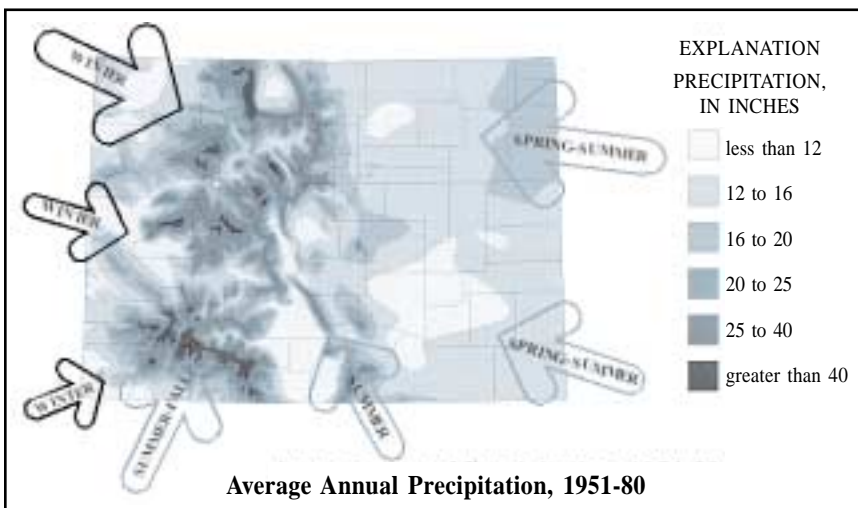 WINTER
WINTER
WINTER
SUMMER-FALL
SUMMER
SPRING-SUMMER
SPRING-SUMMER
EXPLANATION
PRECIPITATION,
IN INCHES
less than 12
12 to 16
16 to 20
20 to 25
25 to 40
greater than 40
Average Annual Precipitation, 1951-80